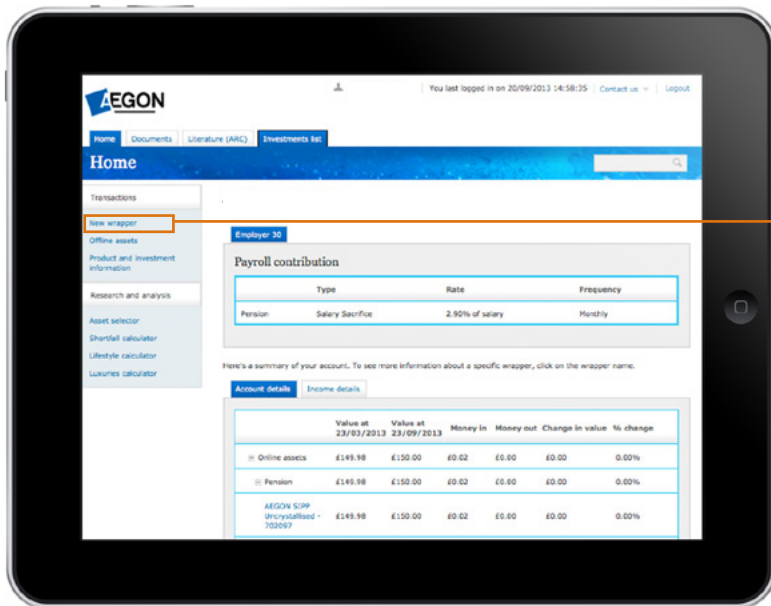 AEGON
You last logged in on 20/09/2013 14:58:35 Contact us Logout
Home Documents Literature (ARC) Investments list
Home
Transactions
New wrapper
Offline assets
Product and investment
information
Research and analysis
Asset selector
Shortfall calculator
Lifestyle calculator
Luxuries calculator
Employer 30
Payroll contribution
Type Rate Frequency
Pension Salary Sacrifice 2.90% of salary Monthly
Here's a summary of your account. To see more information about a specific wrapper, click on the wrapper name.
Account details Income details
Value at
23/03/2013 Value at
23/09/2013 Money in Money out Change in value % change
Online assets £149.98 £150.00 £0.02 £0.00 £0.00 0.00%
Pension £149.98 £150.00 £0.02 £0.00 £0.00 0.00%
AEGON SIPP
Uncrystallised -
702097 £149.98 £150.00 £0.02 £0.00 £0.00 0.00%